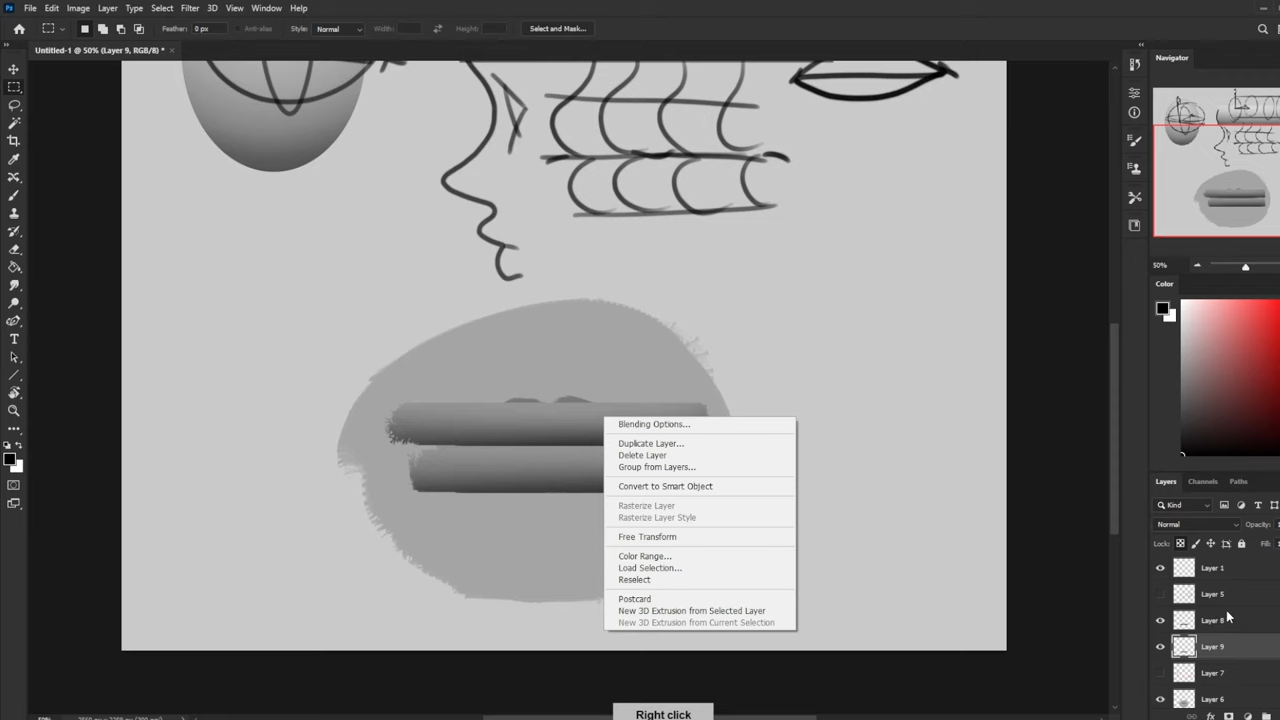 File Edit Image Layer Type Select Filter 3D View Window Help
Feather: 0 px Anti-alias Style: Normal Width: Height: Select and Mask...
Untitled-1 @ 50% (Layer 9, RGB/8) *
Navigator
50%
Color
Blending Options...
Duplicate Layer...
Delete Layer
Group from Layers...
Convert to Smart Object
Rasterize Layer
Rasterize Layer Style
Free Transform
Color Range...
Load Selection...
Reselect
Postcard
New 3D Extrusion from Selected Layer
New 3D Extrusion from Current Selection
Layers Channels Paths
Kind
Normal Opacity:
Lock: Fill:
Layer 1
Layer 5
Layer 8
Layer 9
Layer 7
Layer 6
Right click